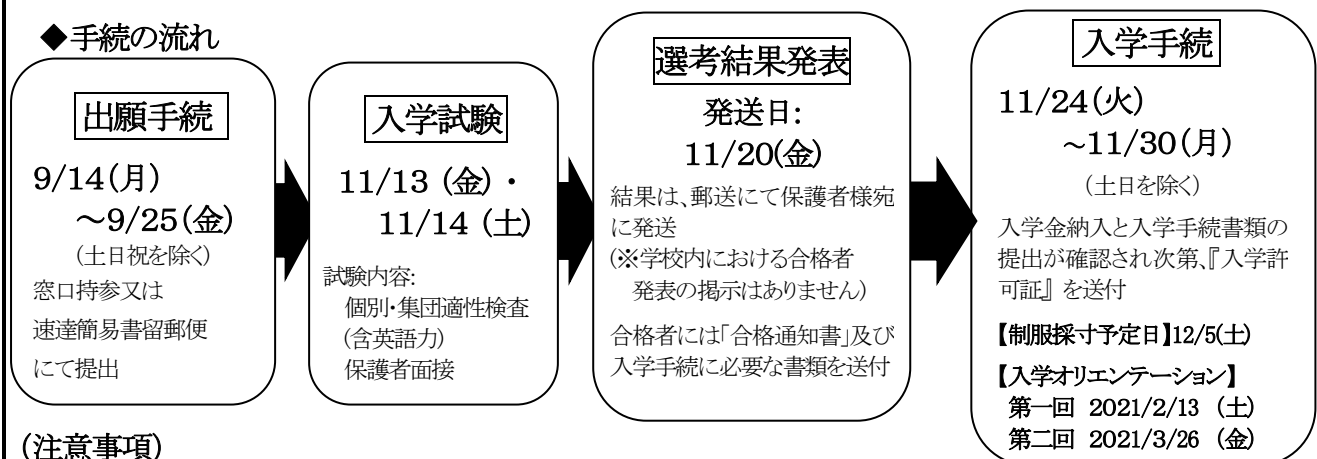 ◆手続の流れ
出願手続
9/14(月)
～9/25(金)
(土日祝を除く)
窓口持参又は
速達簡易書留郵便
にて提出
入学試験
11/13 (金)・
11/14 (土)
試験内容:
個別・集団適性検査
(含英語力)
保護者面接
選考結果発表
発送日:
11/20(金)
結果は、郵送にて保護者様宛
に発送
(※学校内における合格者
発表の掲示はありません)
合格者には「合格通知書」及び
入学手続に必要な書類を送付
入学手続
11/24(火)
～11/30(月)
(土日を除く)
入学金納入と入学手続書類の
提出が確認され次第、『入学許
可証』を送付
【制服採寸予定日】12/5(土)
【入学オリエンテーション】
第一回 2021/2/13 (土)
第二回 2021/3/26 (金)
(注意事項)